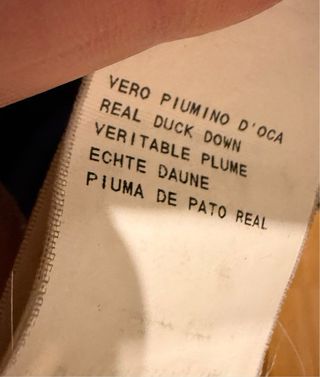 VERO PIUMINO D'OCA
REAL DUCK DOWN
VERITABLE PLUME
ECHTE DAUNE
PIUMA DE PATO REAL